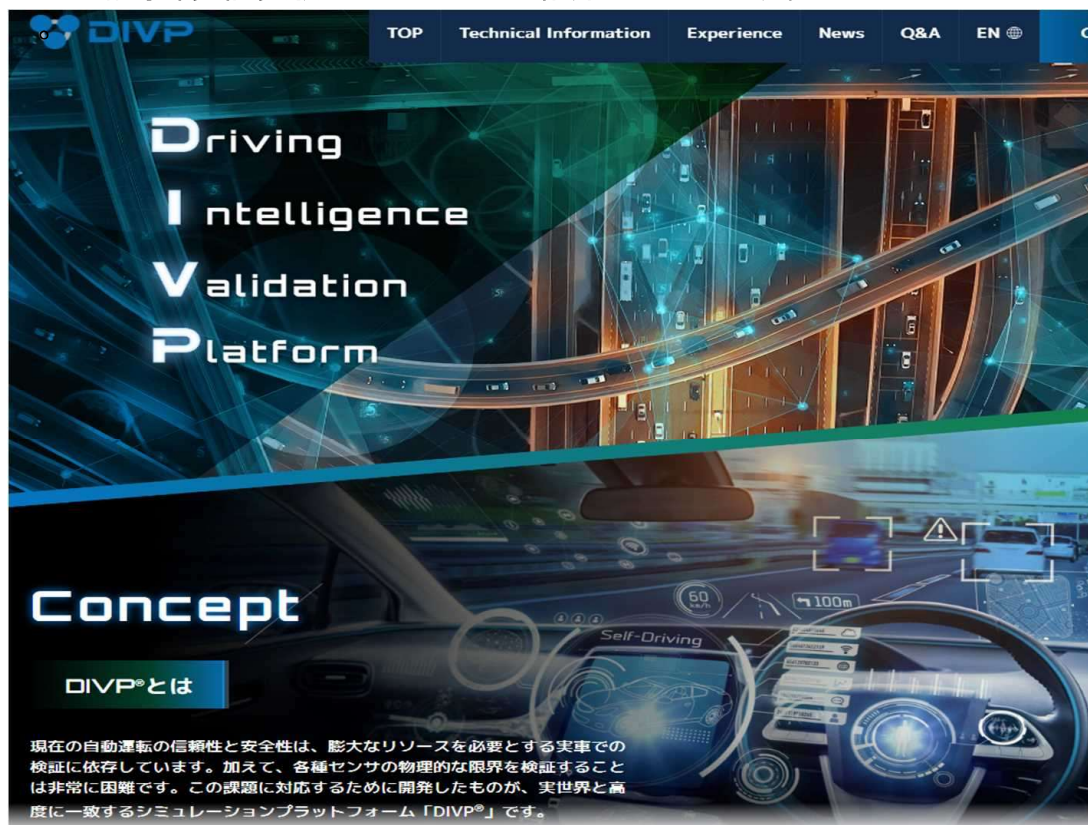 DIVP
TOP
Technical Information
Experience
News
Q&A
EN
Driving
Intelligence
Validation
Platform
60
km/h
100m
Self-Driving
Concept
DIVP®とは
現在の自動運転の信頼性と安全性は、膨大なリソースを必要とする実車での
検証に依存しています。加えて、各種センサの物理的な限界を検証すること
は非常に困難です。この課題に対応するために開発したものが、実世界と高
度に一致するシミュレーションプラットフォーム「DIVP®」です。